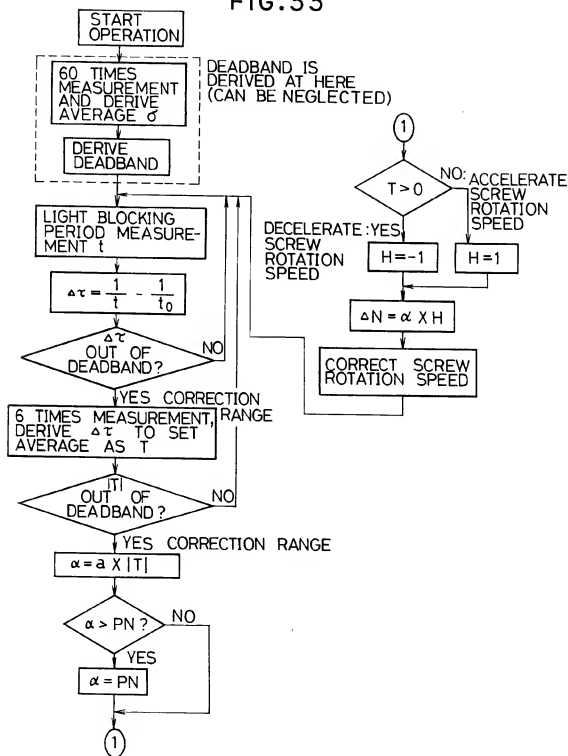 FIG.33
START
OPERATION
60 TIMES
MEASUREMENT
AND DERIVE
AVERAGE σ
DERIVE
DEADBAND
DEADBAND IS
DERIVED AT HERE
(CAN BE NEGLECTED)
LIGHT BLOCKING
PERIOD MEASURE-
MENT t
Δτ = 1/t - 1/t0
Δτ
OUT OF
DEADBAND?
NO
YES CORRECTION
RANGE
6 TIMES MEASUREMENT,
DERIVE Δτ TO SET
AVERAGE AS T
|T|
OUT OF
DEADBAND?
NO
YES CORRECTION RANGE
α = a X |T|
α > PN ?
NO
YES
α = PN
1
1
T > 0
NO: ACCELERATE
SCREW
ROTATION
SPEED
DECELERATE : YES
SCREW
ROTATION
SPEED
H=-1
H=1
ΔN = α X H
CORRECT SCREW
ROTATION SPEED